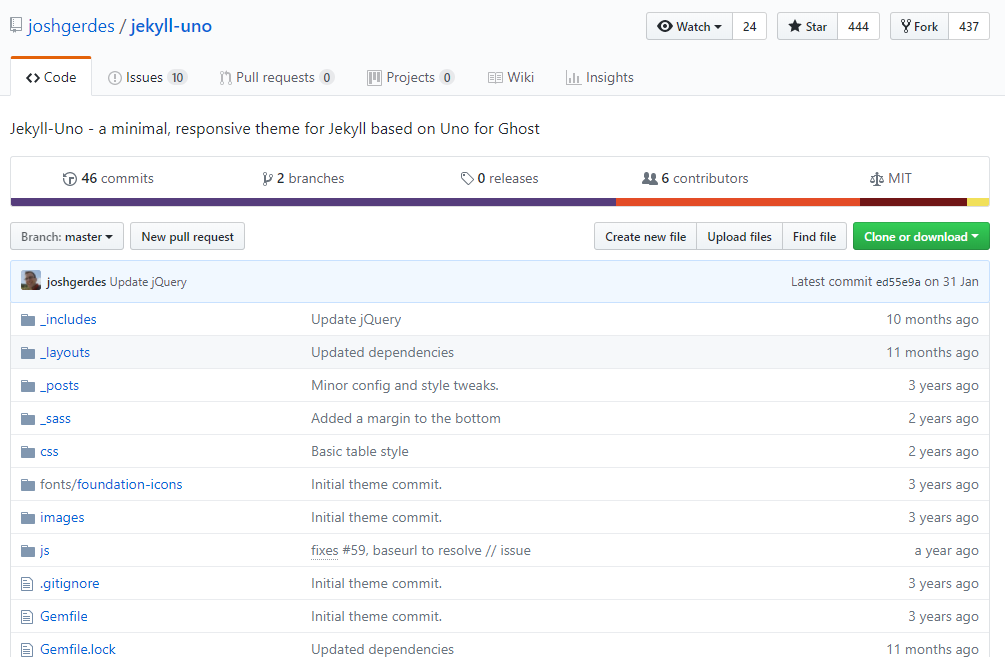 joshgerdes / jekyll-uno Watch 24 Star 444 Fork 437
Code Issues 10 Pull requests 0 Projects 0 Wiki Insights
Jekyll-Uno - a minimal, responsive theme for Jekyll based on Uno for Ghost
46 commits 2 branches 0 releases 6 contributors MIT
Branch: master New pull request Create new file Upload files Find file Clone or download
joshgerdes Update jQuery Latest commit ed55e9a on 31 Jan
_includes Update jQuery 10 months ago
_layouts Updated dependencies 11 months ago
_posts Minor config and style tweaks. 3 years ago
_sass Added a margin to the bottom 2 years ago
css Basic table style 2 years ago
fonts/foundation-icons Initial theme commit. 3 years ago
images Initial theme commit. 3 years ago
js fixes #59, baseurl to resolve // issue a year ago
.gitignore Initial theme commit. 3 years ago
Gemfile Initial theme commit. 3 years ago
Gemfile.lock Updated dependencies 11 months ago